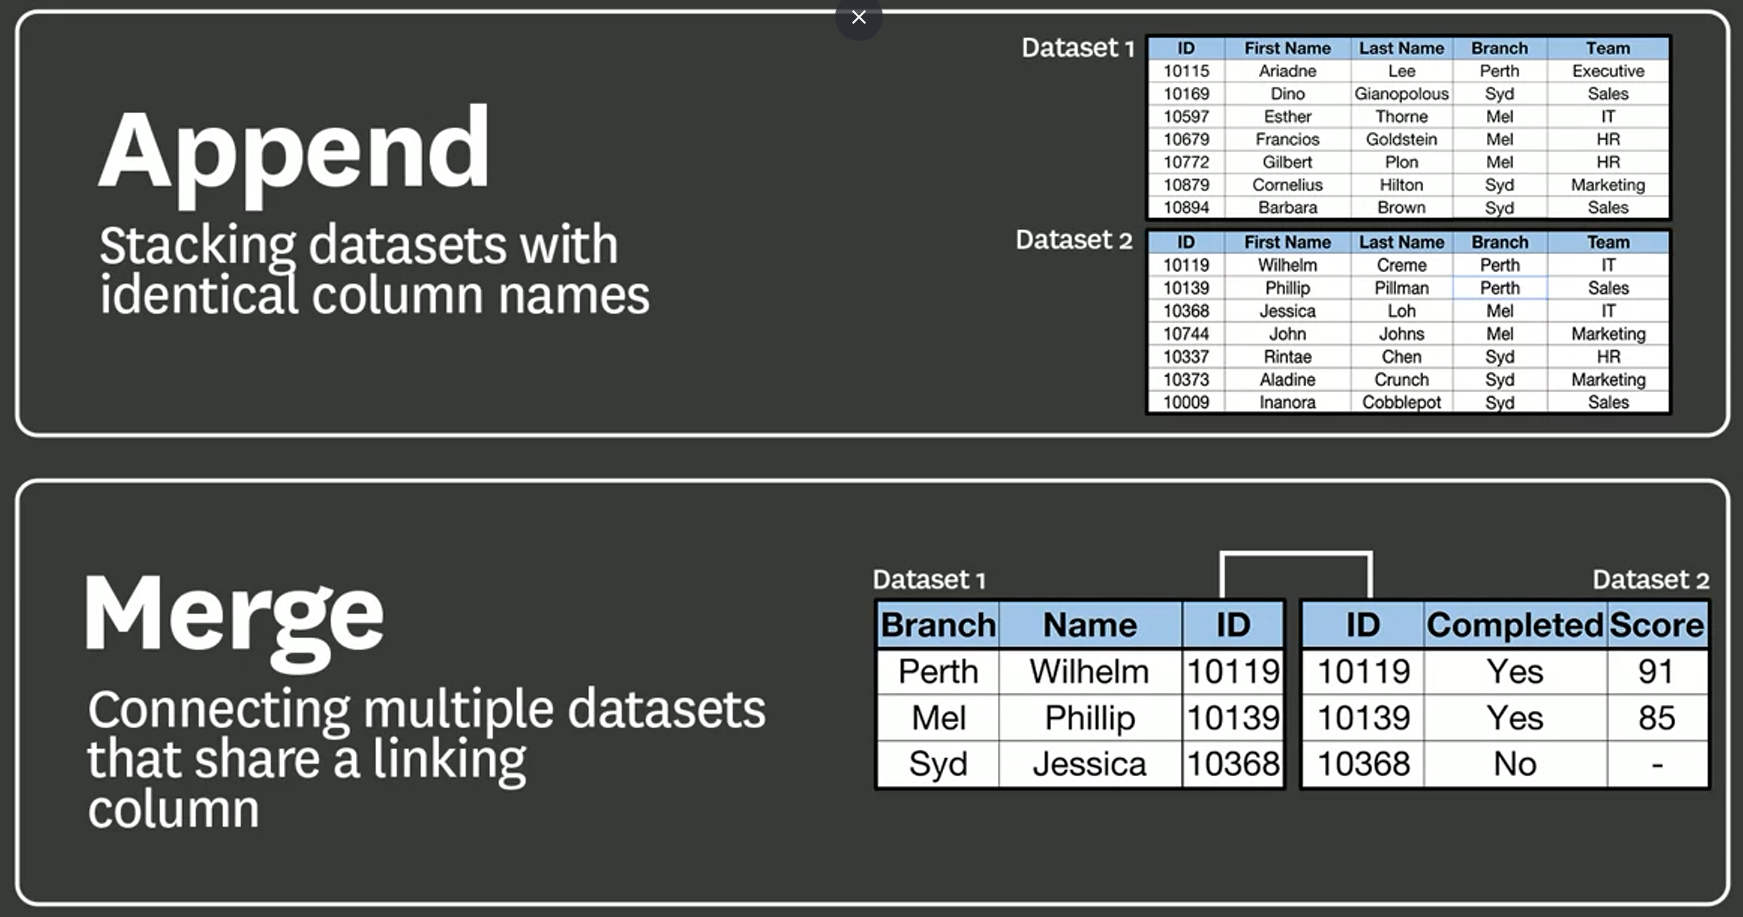 Append
Stacking datasets with
identical column names
Dataset 1
ID First Name Last Name Branch Team
10115 Ariadne Lee Perth Executive
10169 Dino Gianopolous Syd Sales
10597 Esther Thorne Mel IT
10679 Francios Goldstein Mel HR
10772 Gilbert Plon Mel HR
10879 Cornelius Hilton Syd Marketing
10894 Barbara Brown Syd Sales
Dataset 2
ID First Name Last Name Branch Team
10119 Wilhelm Creme Perth IT
10139 Phillip Pillman Perth Sales
10368 Jessica Loh Mel IT
10744 John Johns Mel Marketing
10337 Rintae Chen Syd HR
10373 Aladine Crunch Syd Marketing
10009 Inanora Cobblepot Syd Sales
Merge
Connecting multiple datasets
that share a linking
column
Dataset 1
Branch Name ID
Perth Wilhelm 10119
Mel Phillip 10139
Syd Jessica 10368
Dataset 2
ID Completed Score
10119 Yes 91
10139 Yes 85
10368 No -